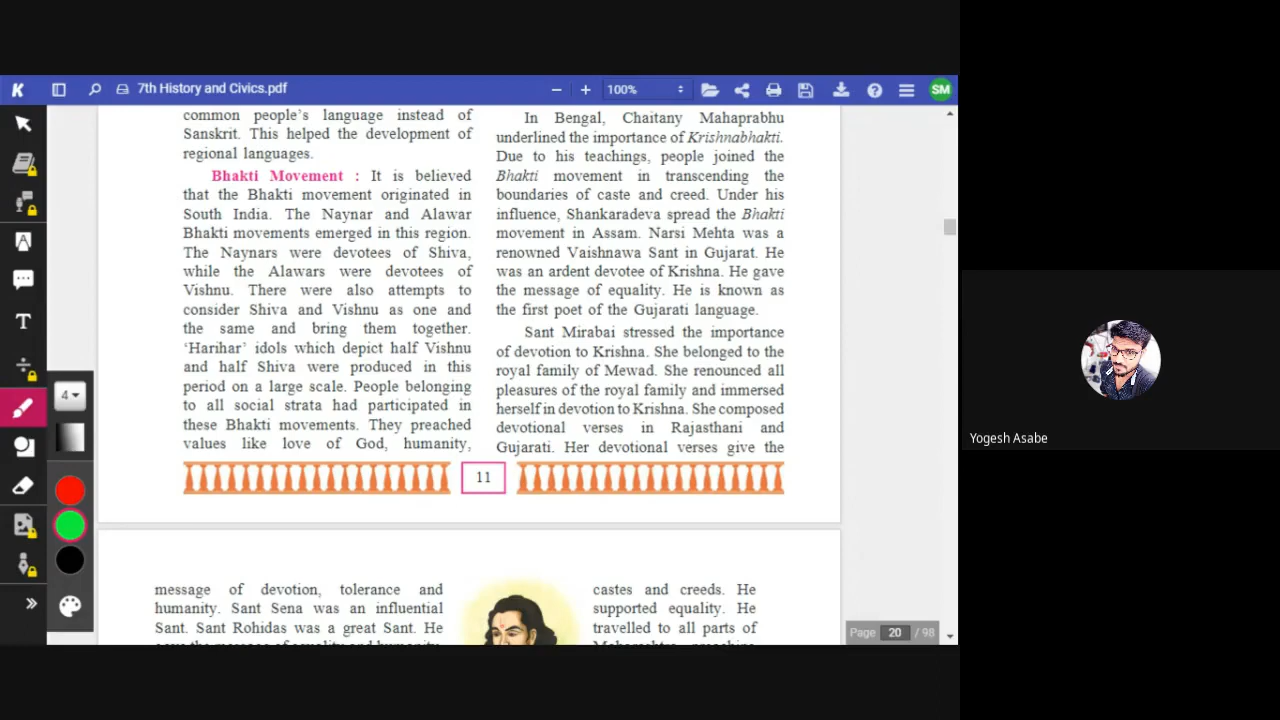 K
7th History and Civics.pdf
100%
SM
common people's language instead of
Sanskrit. This helped the development of
regional languages.
Bhakti Movement : It is believed
that the Bhakti movement originated in
South India. The Naynar and Alawar
Bhakti movements emerged in this region.
The Naynars were devotees of Shiva,
while the Alawars were devotees of
Vishnu. There were also attempts to
consider Shiva and Vishnu as one and
the same and bring them together.
'Harihar' idols which depict half Vishnu
and half Shiva were produced in this
period on a large scale. People belonging
to all social strata had participated in
these Bhakti movements. They preached
values like love of God, humanity,
In Bengal, Chaitany Mahaprabhu
underlined the importance of Krishnabhakti.
Due to his teachings, people joined the
Bhakti movement in transcending the
boundaries of caste and creed. Under his
influence, Shankaradeva spread the Bhakti
movement in Assam. Narsi Mehta was a
renowned Vaishnawa Sant in Gujarat. He
was an ardent devotee of Krishna. He gave
the message of equality. He is known as
the first poet of the Gujarati language.
Sant Mirabai stressed the importance
of devotion to Krishna. She belonged to the
royal family of Mewad. She renounced all
pleasures of the royal family and immersed
herself in devotion to Krishna. She composed
devotional verses in Rajasthani and
Gujarati. Her devotional verses give the
11
message of devotion, tolerance and
humanity. Sant Sena was an influential
Sant. Sant Rohidas was a great Sant. He
gave the message of equality and humanity.
castes and creeds. He
supported equality. He
travelled to all parts of
Maharashtra preaching
4
Page 20 / 98
Yogesh Asabe